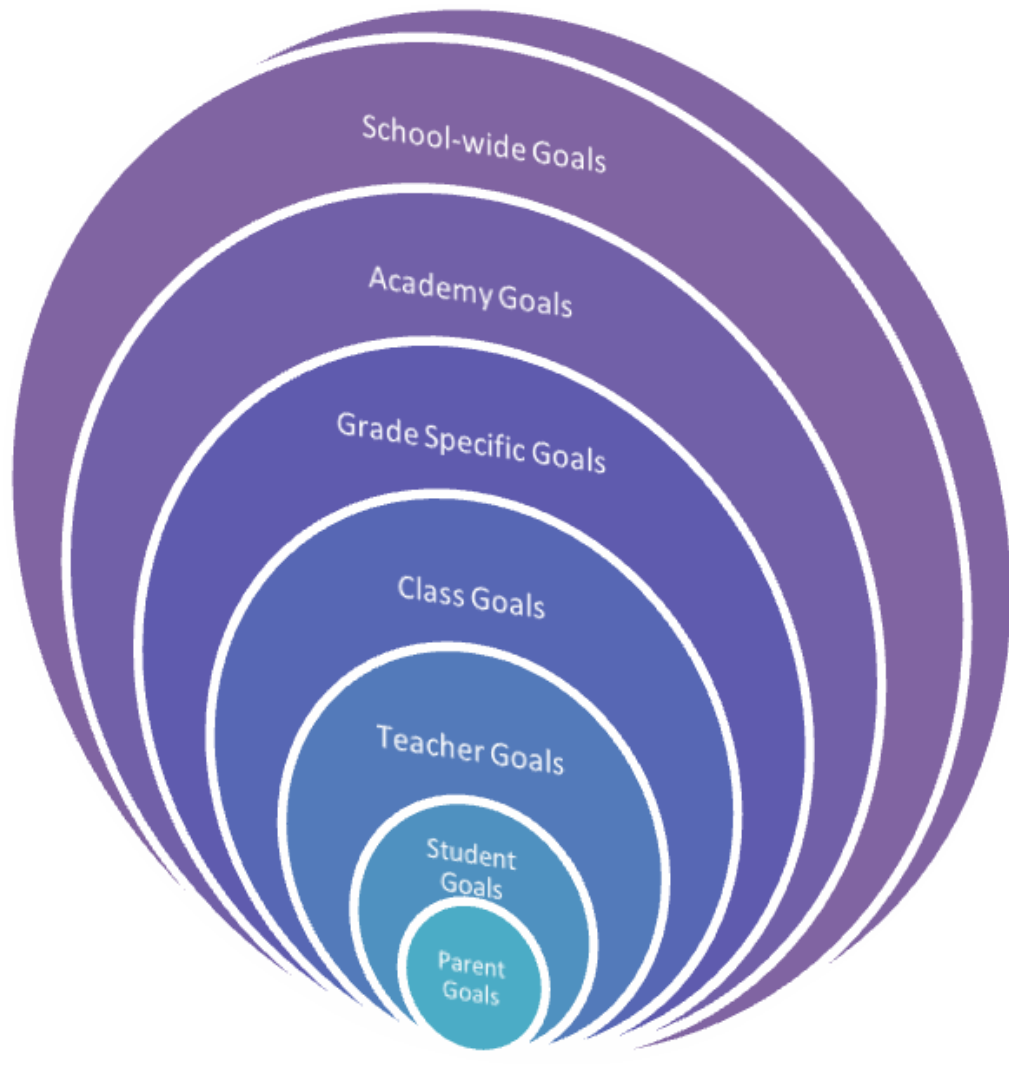 School-wide Goals
Academy Goals
Grade Specific Goals
Class Goals
Teacher Goals
Student
Goals
Parent
Goals